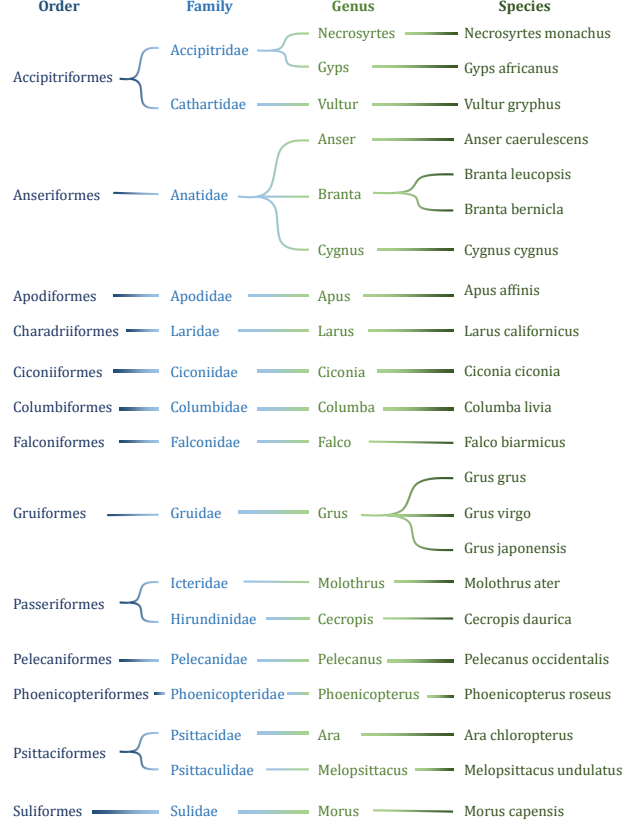 Order Family Genus Species
Necrosyrtes Necrosyrtes monachus
Accipitridae
Gyps Gyps africanus
Accipitriformes
Cathartidae Vultur Vultur gryphus
Anser Anser caerulescens
Branta leucopsis
Anseriformes Anatidae Branta
Branta bernicla
Cygnus Cygnus cygnus
Apodiformes Apodidae Apus Apus affinis
Charadriiformes Laridae Larus Larus californicus
Ciconiiformes Ciconiidae Ciconia Ciconia ciconia
Columbiformes Columbidae Columba Columba livia
Falconiformes Falconidae Falco Falco biarmicus
Grus grus
Gruiformes Gruidae Grus Grus virgo
Grus japonensis
Icteridae Molothrus Molothrus ater
Passeriformes
Hirundinidae Cecropis Cecropis daurica
Pelecaniformes Pelecanidae Pelecanus Pelecanus occidentalis
Phoenicopteriformes Phoenicopteridae Phoenicopterus Phoenicopterus roseus
Psittacidae Ara Ara chloropterus
Psittaciformes
Psittaculidae Melopsittacus Melopsittacus undulatus
Suliformes Sulidae Morus Morus capensis